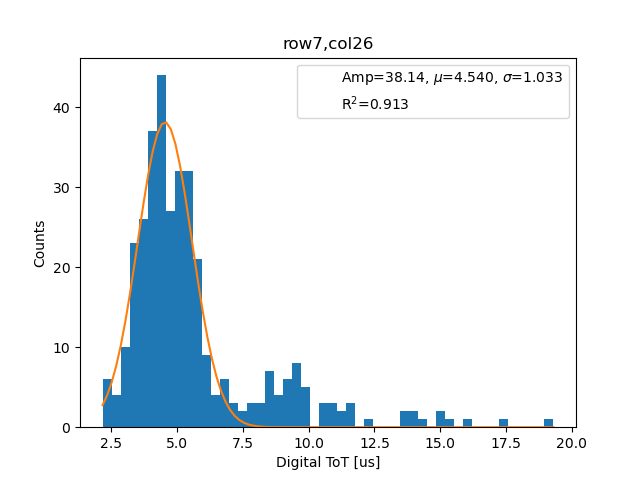 row7,col26
Amp=38.14, μ=4.540, σ=1.033
R²=0.913
Counts
40
30
20
10
0
2.5 5.0 7.5 10.0 12.5 15.0 17.5 20.0
Digital ToT [us]